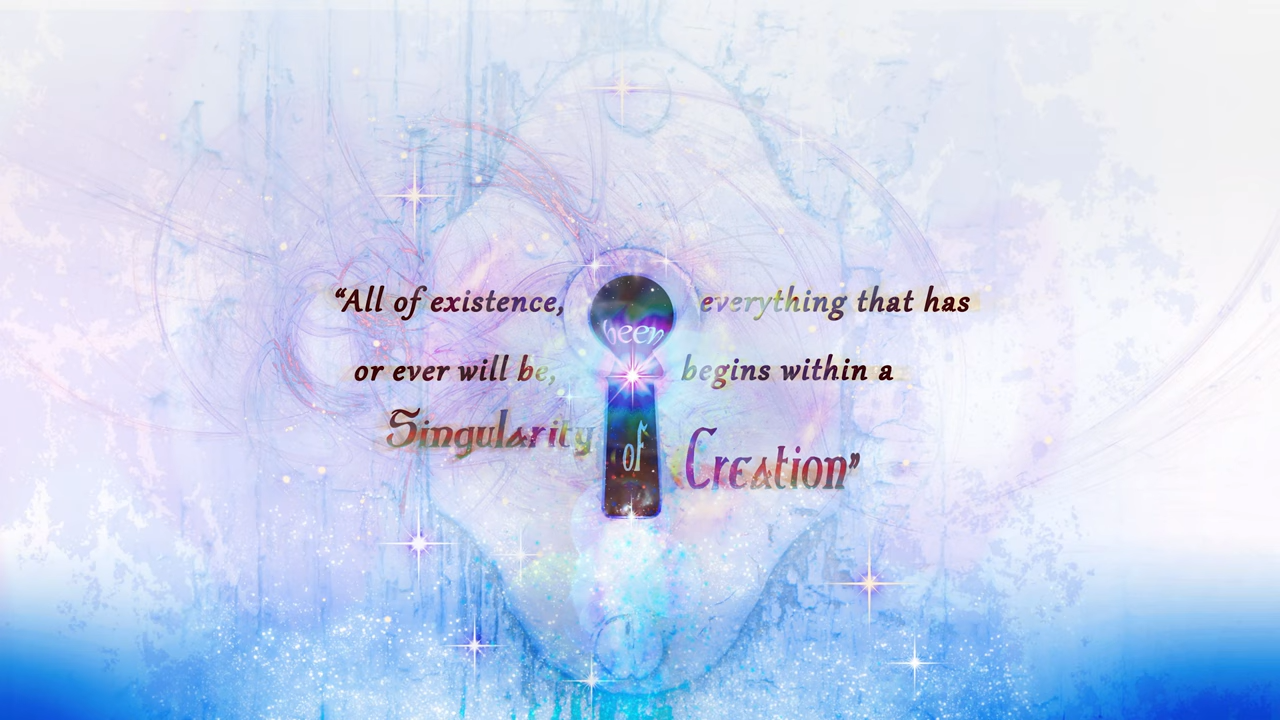 “All of existence, everything that has
been
or ever will be, begins within a
Singularity of Creation”